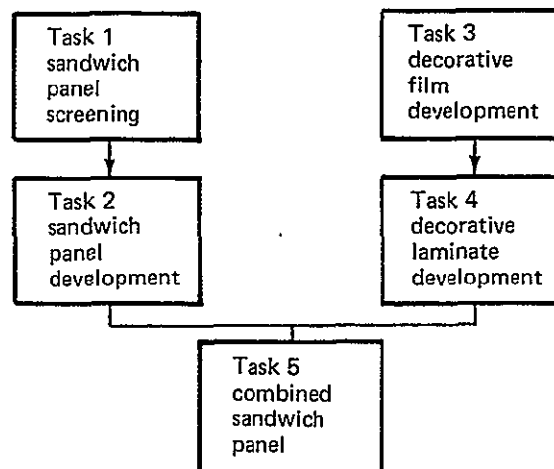 Task 1
sandwich
panel
screening
Task 3
decorative
film
development
Task 2
sandwich
panel
development
Task 4
decorative
laminate
development
Task 5
combined
sandwich
panel